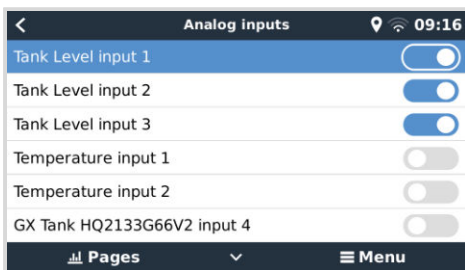 Analog inputs 09:16
Tank Level input 1
Tank Level input 2
Tank Level input 3
Temperature input 1
Temperature input 2
GX Tank HQ2133G66V2 input 4
Pages Menu